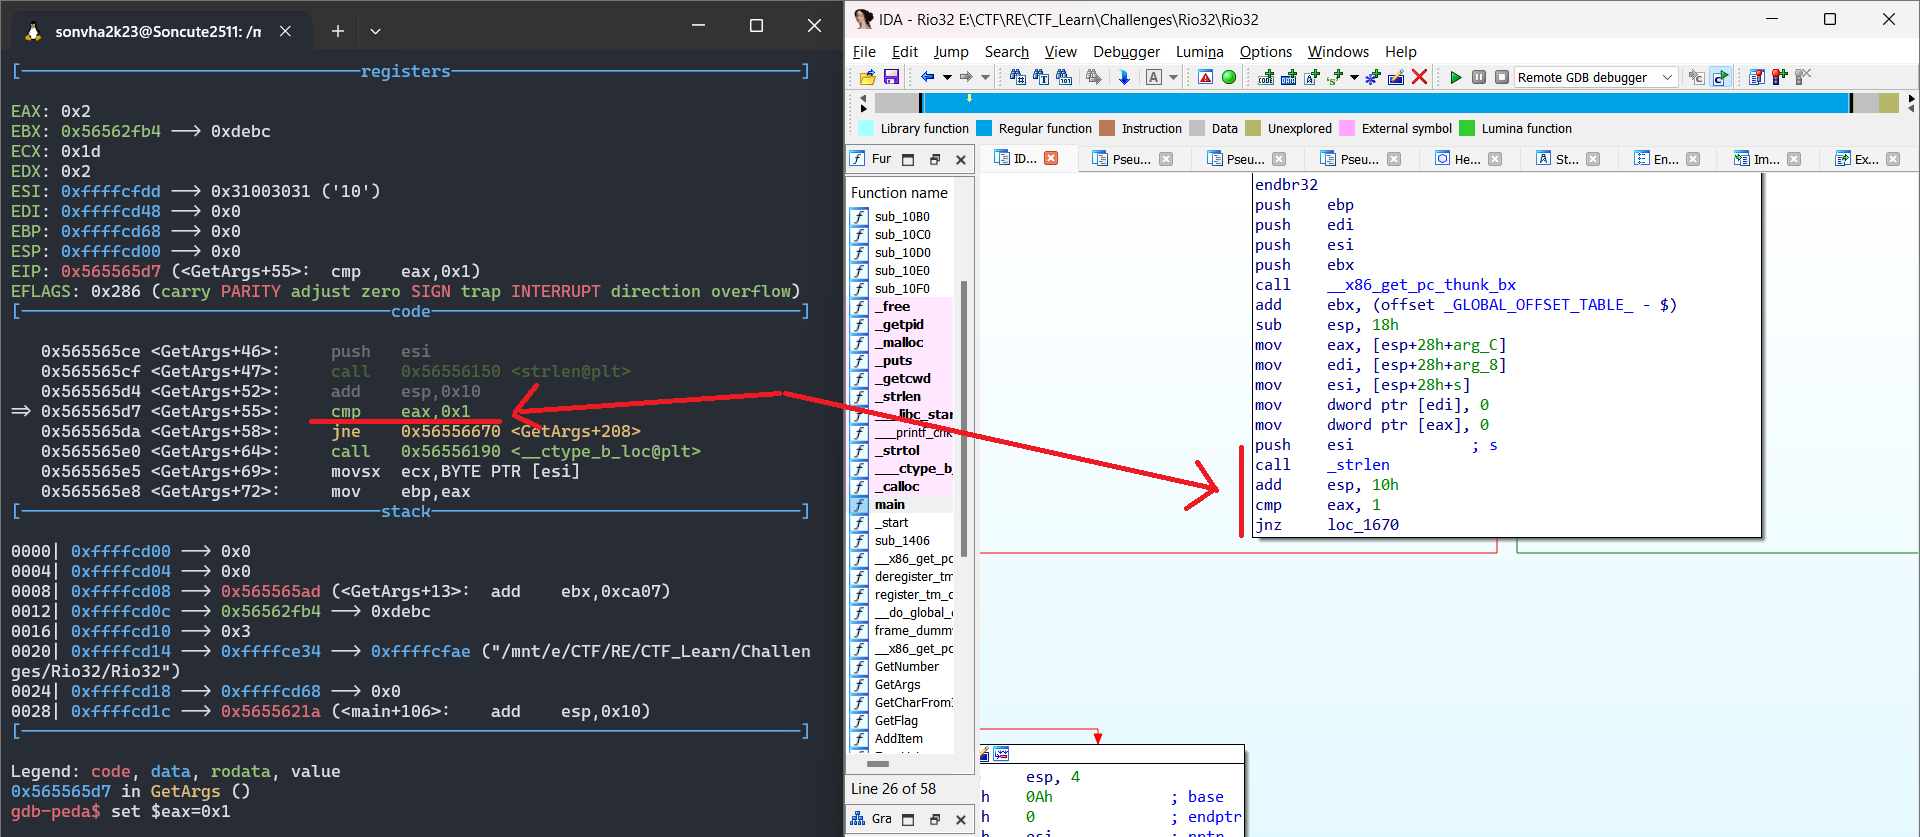 sonvha2k23@Soncute2511: /m
registers
EAX: 0x2
EBX: 0x56562fb4 --> 0xdebc
ECX: 0x1d
EDX: 0x2
ESI: 0xffffcfdd --> 0x31003031 ('10')
EDI: 0xffffcd48 --> 0x0
EBP: 0xffffcd68 --> 0x0
ESP: 0xffffcd00 --> 0x0
EIP: 0x565565d7 (<GetArgs+55>: cmp eax,0x1)
EFLAGS: 0x286 (carry PARITY adjust zero SIGN trap INTERRUPT direction overflow)
code
0x565565ce <GetArgs+46>: push esi
0x565565cf <GetArgs+47>: call 0x56556150 <strlen@plt>
0x565565d4 <GetArgs+52>: add esp,0x10
=> 0x565565d7 <GetArgs+55>: cmp eax,0x1
0x565565da <GetArgs+58>: jne 0x56556670 <GetArgs+208>
0x565565e0 <GetArgs+64>: call 0x56556190 <__ctype_b_loc@plt>
0x565565e5 <GetArgs+69>: movsx ecx,BYTE PTR [esi]
0x565565e8 <GetArgs+72>: mov ebp,eax
stack
0000| 0xffffcd00 --> 0x0
0004| 0xffffcd04 --> 0x0
0008| 0xffffcd08 --> 0x565565ad (<GetArgs+13>: add ebx,0xca07)
0012| 0xffffcd0c --> 0x56562fb4 --> 0xdebc
0016| 0xffffcd10 --> 0x3
0020| 0xffffcd14 --> 0xffffce34 --> 0xffffcfae ("/mnt/e/CTF/RE/CTF_Learn/Challen
ges/Rio32/Rio32")
0024| 0xffffcd18 --> 0xffffcd68 --> 0x0
0028| 0xffffcd1c --> 0x5655621a (<main+106>: add esp,0x10)
Legend: code, data, rodata, value
0x565565d7 in GetArgs ()
gdb-peda$ set $eax=0x1
IDA - Rio32 E:\CTF\RE\CTF_Learn\Challenges\Rio32\Rio32
File Edit Jump Search View Debugger Lumina Options Windows Help
Remote GDB debugger
Library function Regular function Instruction Data Unexplored External symbol Lumina function
Fur
ID... Pseu... Pseu... Pseu... He... St... En... Im... Ex...
Function name
sub_10B0
sub_10C0
sub_10D0
sub_10E0
sub_10F0
_free
_getpid
_malloc
_puts
_getcwd
_strlen
___libc_star
___printf_chk
_strtol
___ctype_b_
_calloc
main
_start
sub_1406
__x86_get_pc
deregister_tm
register_tm_c
__do_global_
frame_dummy
__x86_get_pc
GetNumber
GetArgs
GetCharFromI
GetFlag
AddItem
Line 26 of 58
Gra
endbr32
push ebp
push edi
push esi
push ebx
call __x86_get_pc_thunk_bx
add ebx, (offset _GLOBAL_OFFSET_TABLE_ - $)
sub esp, 18h
mov eax, [esp+28h+arg_C]
mov edi, [esp+28h+arg_8]
mov esi, [esp+28h+s]
mov dword ptr [edi], 0
mov dword ptr [eax], 0
push esi ; s
call _strlen
add esp, 10h
cmp eax, 1
jnz loc_1670
esp, 4
h 0Ah ; base
h 0 ; endptr
h esi ; nptr